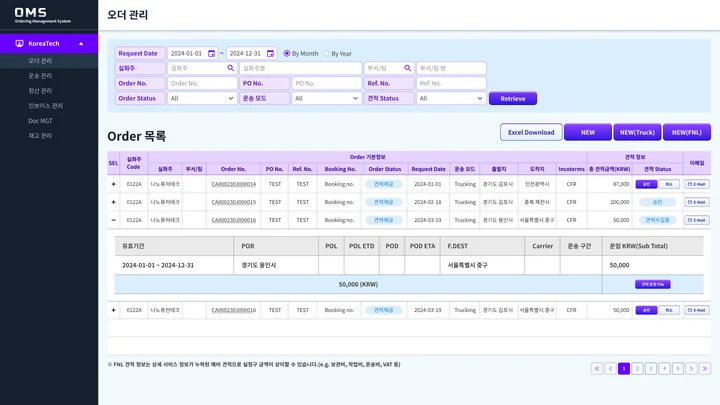 OMS
Ordering Management System
KoreaTech
오더 관리
운송 관리
정산 관리
인보이스 관리
Doc MGT
재고 관리
오더 관리
Request Date 2024-01-01 ~ 2024-12-31 By Month By Year
실화주 실화주 실화주명 부서/팀 부서/팀 명
Order No. Order No. PO No. PO No. Ref. No. Ref. No.
Order Status All 운송 모드 All 견적 Status All Retrieve
Order 목록
Excel Download NEW NEW(Truck) NEW(FNL)
SEL 실화주 Code Order 기본정보 견적 정보 이메일
실화주 부서/팀 Order No. PO No. Ref. No. Booking No. Order Status Request Date 운송 모드 출발지 도착지 Incoterms 총 견적금액(KRW) 견적 Status
+ 0122A 나노퓨처테크 CA000230J000014 TEST TEST Booking no. 견적제공 2024-01-01 Trucking 경기도 김포시 인천광역시 CFR 87,000 승인 취소 E-Mail
+ 0122A 나노퓨처테크 CA000230J000015 TEST TEST Booking no. 견적제공 2024-02-18 Trucking 경기도 김포시 충북 제천시 CFR 200,000 승인 E-Mail
− 0122A 나노퓨처테크 CA000230J000016 TEST TEST Booking no. 견적제공 2024-03-19 Trucking 경기도 용인시 서울특별시 중구 CFR 50,000 견적수집중 E-Mail
유효기간 POR POL POL ETD POD POD ETA F.DEST Carrier 운송 구간 운임 KRW(Sub Total)
2024-01-01 ~ 2024-12-31 경기도 용인시 서울특별시 중구 50,000
50,000 (KRW) File
+ 0122A 나노퓨처테크 CA000230J000016 TEST TEST Booking no. 견적제공 2024-03-19 Trucking 경기도 김포시 서울특별시 중구 CFR 50,000 승인 취소 E-Mail
※ FNL 견적 정보는 상세 서비스 정보가 누락된 예비 견적으로 실청구 금액이 상이할 수 있습니다.(e.g. 보관비, 작업비, 운송비, VAT 등)
1 2 3 4 5